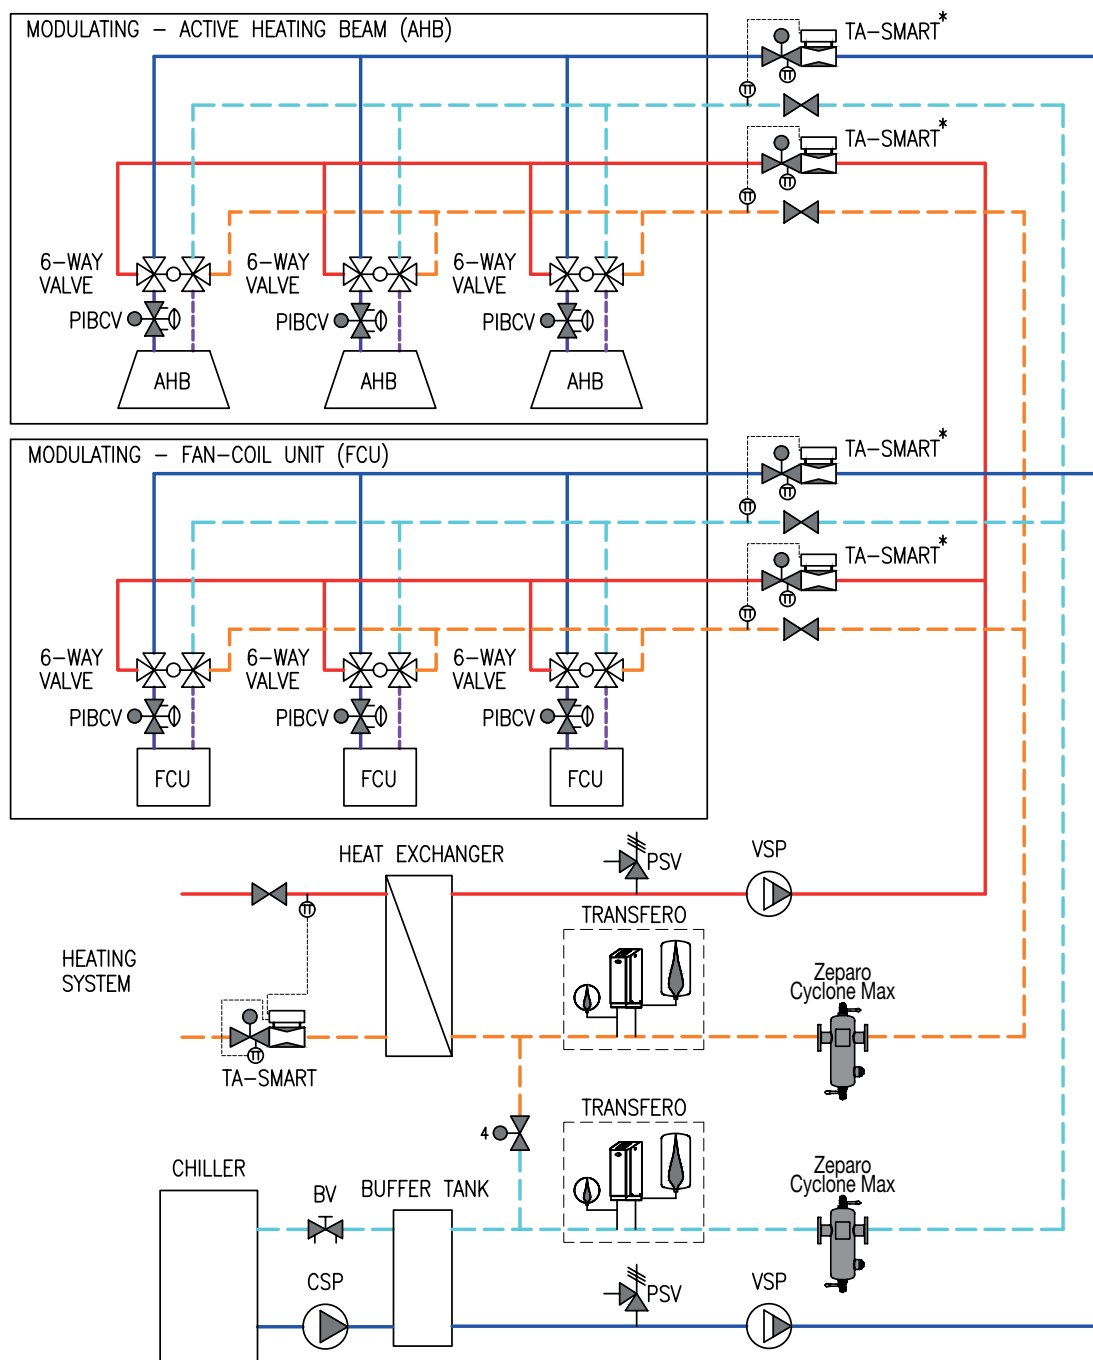 MODULATING – ACTIVE HEATING BEAM (AHB)
TA-SMART*
TA-SMART*
6-WAY
VALVE
6-WAY
VALVE
6-WAY
VALVE
PIBCV
PIBCV
PIBCV
AHB
AHB
AHB
MODULATING – FAN-COIL UNIT (FCU)
TA-SMART*
TA-SMART*
6-WAY
VALVE
6-WAY
VALVE
6-WAY
VALVE
PIBCV
PIBCV
PIBCV
FCU
FCU
FCU
HEAT EXCHANGER
PSV
VSP
TRANSFERO
HEATING
SYSTEM
Zeparo
Cyclone Max
TA-SMART
TRANSFERO
4
CHILLER
BV
BUFFER TANK
Zeparo
Cyclone Max
CSP
PSV
VSP